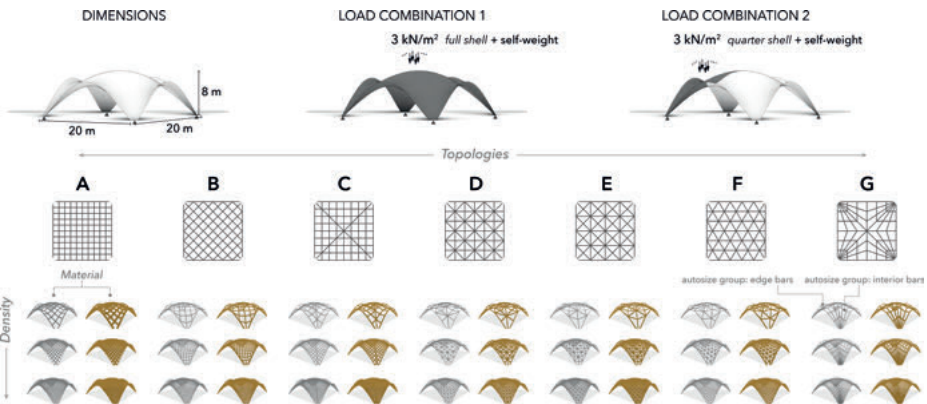 DIMENSIONS
LOAD COMBINATION 1
LOAD COMBINATION 2
3 kN/m² full shell + self-weight
3 kN/m² quarter shell + self-weight
8 m
20 m
20 m
Topologies
A
B
C
D
E
F
G
Material
autosize group: edge bars
autosize group: interior bars
Density